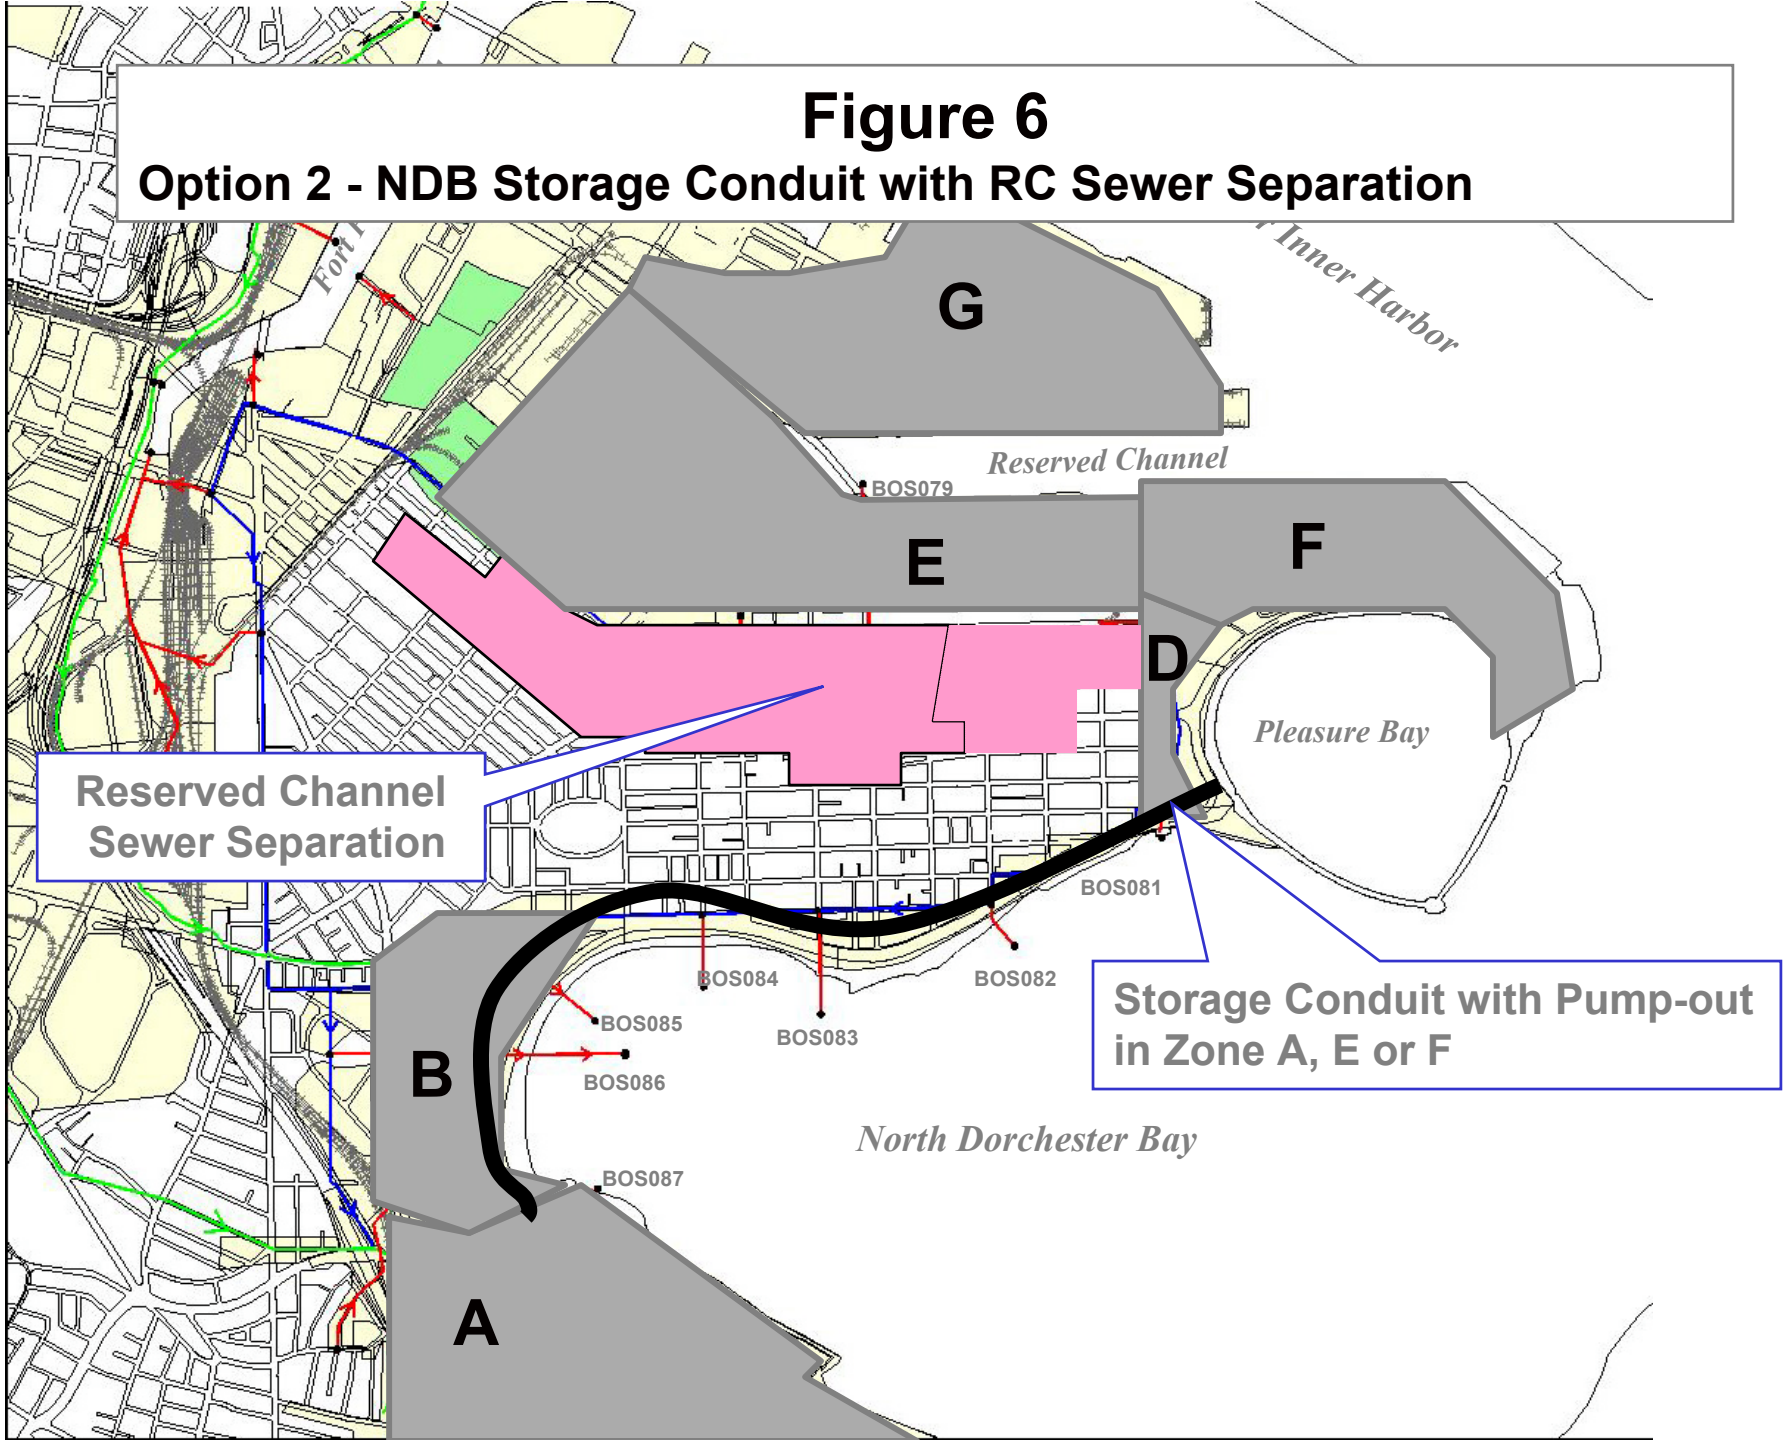 Figure 6
Option 2 - NDB Storage Conduit with RC Sewer Separation
Fort
Inner Harbor
G
Reserved Channel
BOS079
E
F
D
Pleasure Bay
Reserved Channel
Sewer Separation
BOS081
BOS084
BOS082
Storage Conduit with Pump-out
in Zone A, E or F
BOS085
BOS083
B
BOS086
North Dorchester Bay
BOS087
A